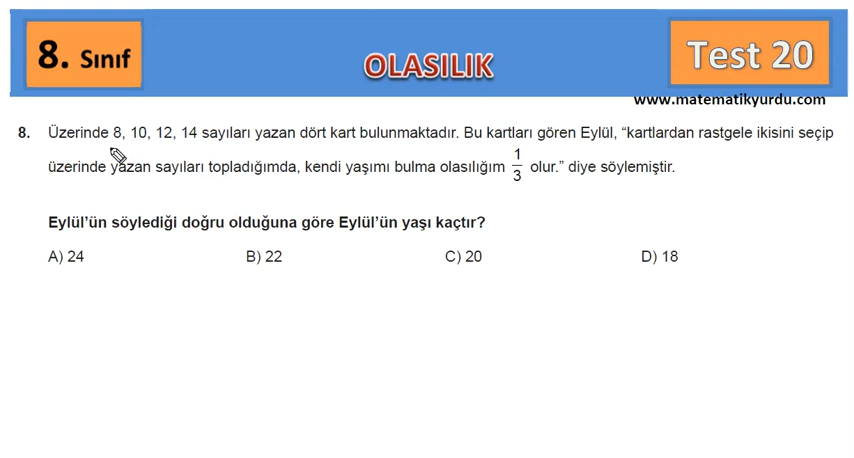 8. Sınıf
OLASILIK
Test 20
www.matematikyurdu.com
8. Üzerinde 8, 10, 12, 14 sayıları yazan dört kart bulunmaktadır. Bu kartları gören Eylül, “kartlardan rastgele ikisini seçip
üzerinde yazan sayıları topladığımda, kendi yaşımı bulma olasılığım 1/3 olur.” diye söylemiştir.
Eylül’ün söylediği doğru olduğuna göre Eylül’ün yaşı kaçtır?
A) 24 B) 22 C) 20 D) 18